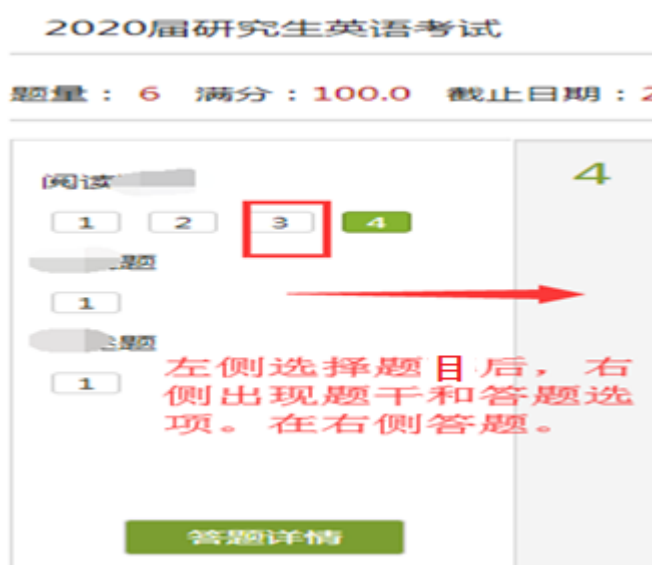 2020届研究生英语考试
题量： 6 满分：100.0 截止日期：2
阅读
4
1 2 3 4
题
1
题
1
左侧选择题目后，右
侧出现题干和答题选
项。在右侧答题。
答题详情